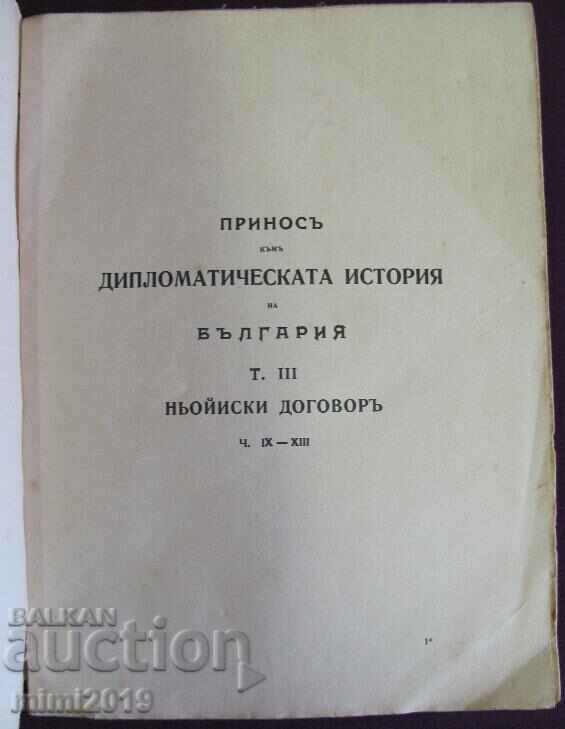 ПРИНОСЪ
КЪМЪ
ДИПЛОМАТИЧЕСКАТА ИСТОРИЯ
НА
БЪЛГАРИЯ
Т. III
НЬОЙИСКИ ДОГОВОРЪ
Ч. IX — XIII
1*
BALKAN
auction
mimi2019